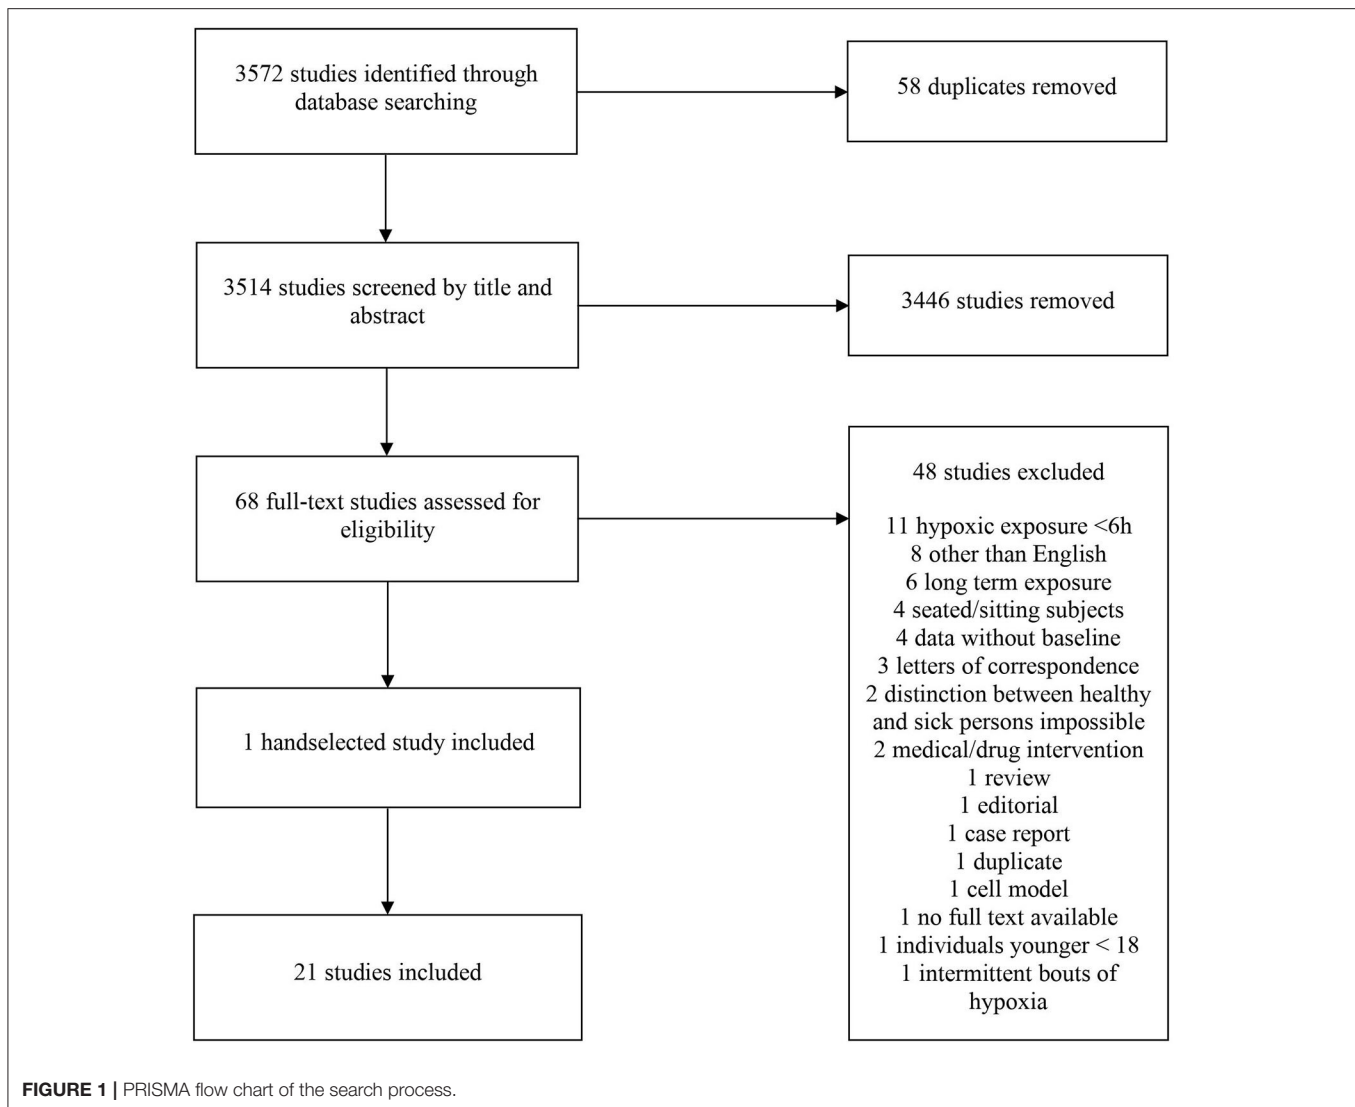 3572 studies identified through
database searching
58 duplicates removed
3514 studies screened by title and
abstract
3446 studies removed
68 full-text studies assessed for
eligibility
48 studies excluded
11 hypoxic exposure <6h
8 other than English
6 long term exposure
4 seated/sitting subjects
4 data without baseline
3 letters of correspondence
2 distinction between healthy
and sick persons impossible
2 medical/drug intervention
1 review
1 editorial
1 case report
1 duplicate
1 cell model
1 no full text available
1 individuals younger < 18
1 intermittent bouts of
hypoxia
1 handselected study included
21 studies included
FIGURE 1 | PRISMA flow chart of the search process.